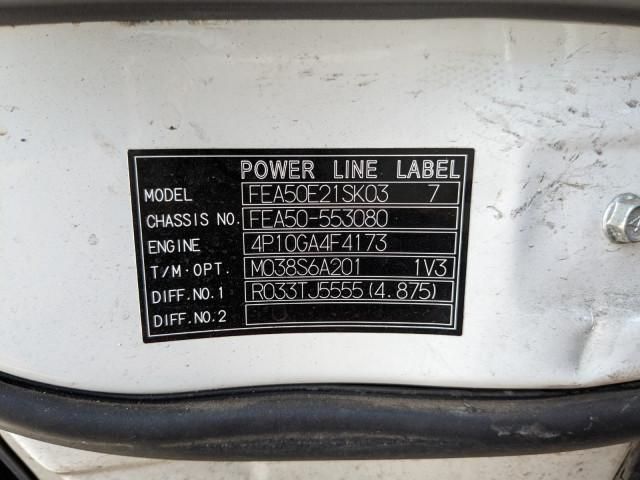 POWER LINE LABEL
MODEL FEA50E21SK03 7
CHASSIS NO. FEA50-553080
ENGINE 4P10GA4F4173
T/M·OPT. M038S6A201 1V3
DIFF.NO.1 R033TJ5555(4.875)
DIFF.NO.2